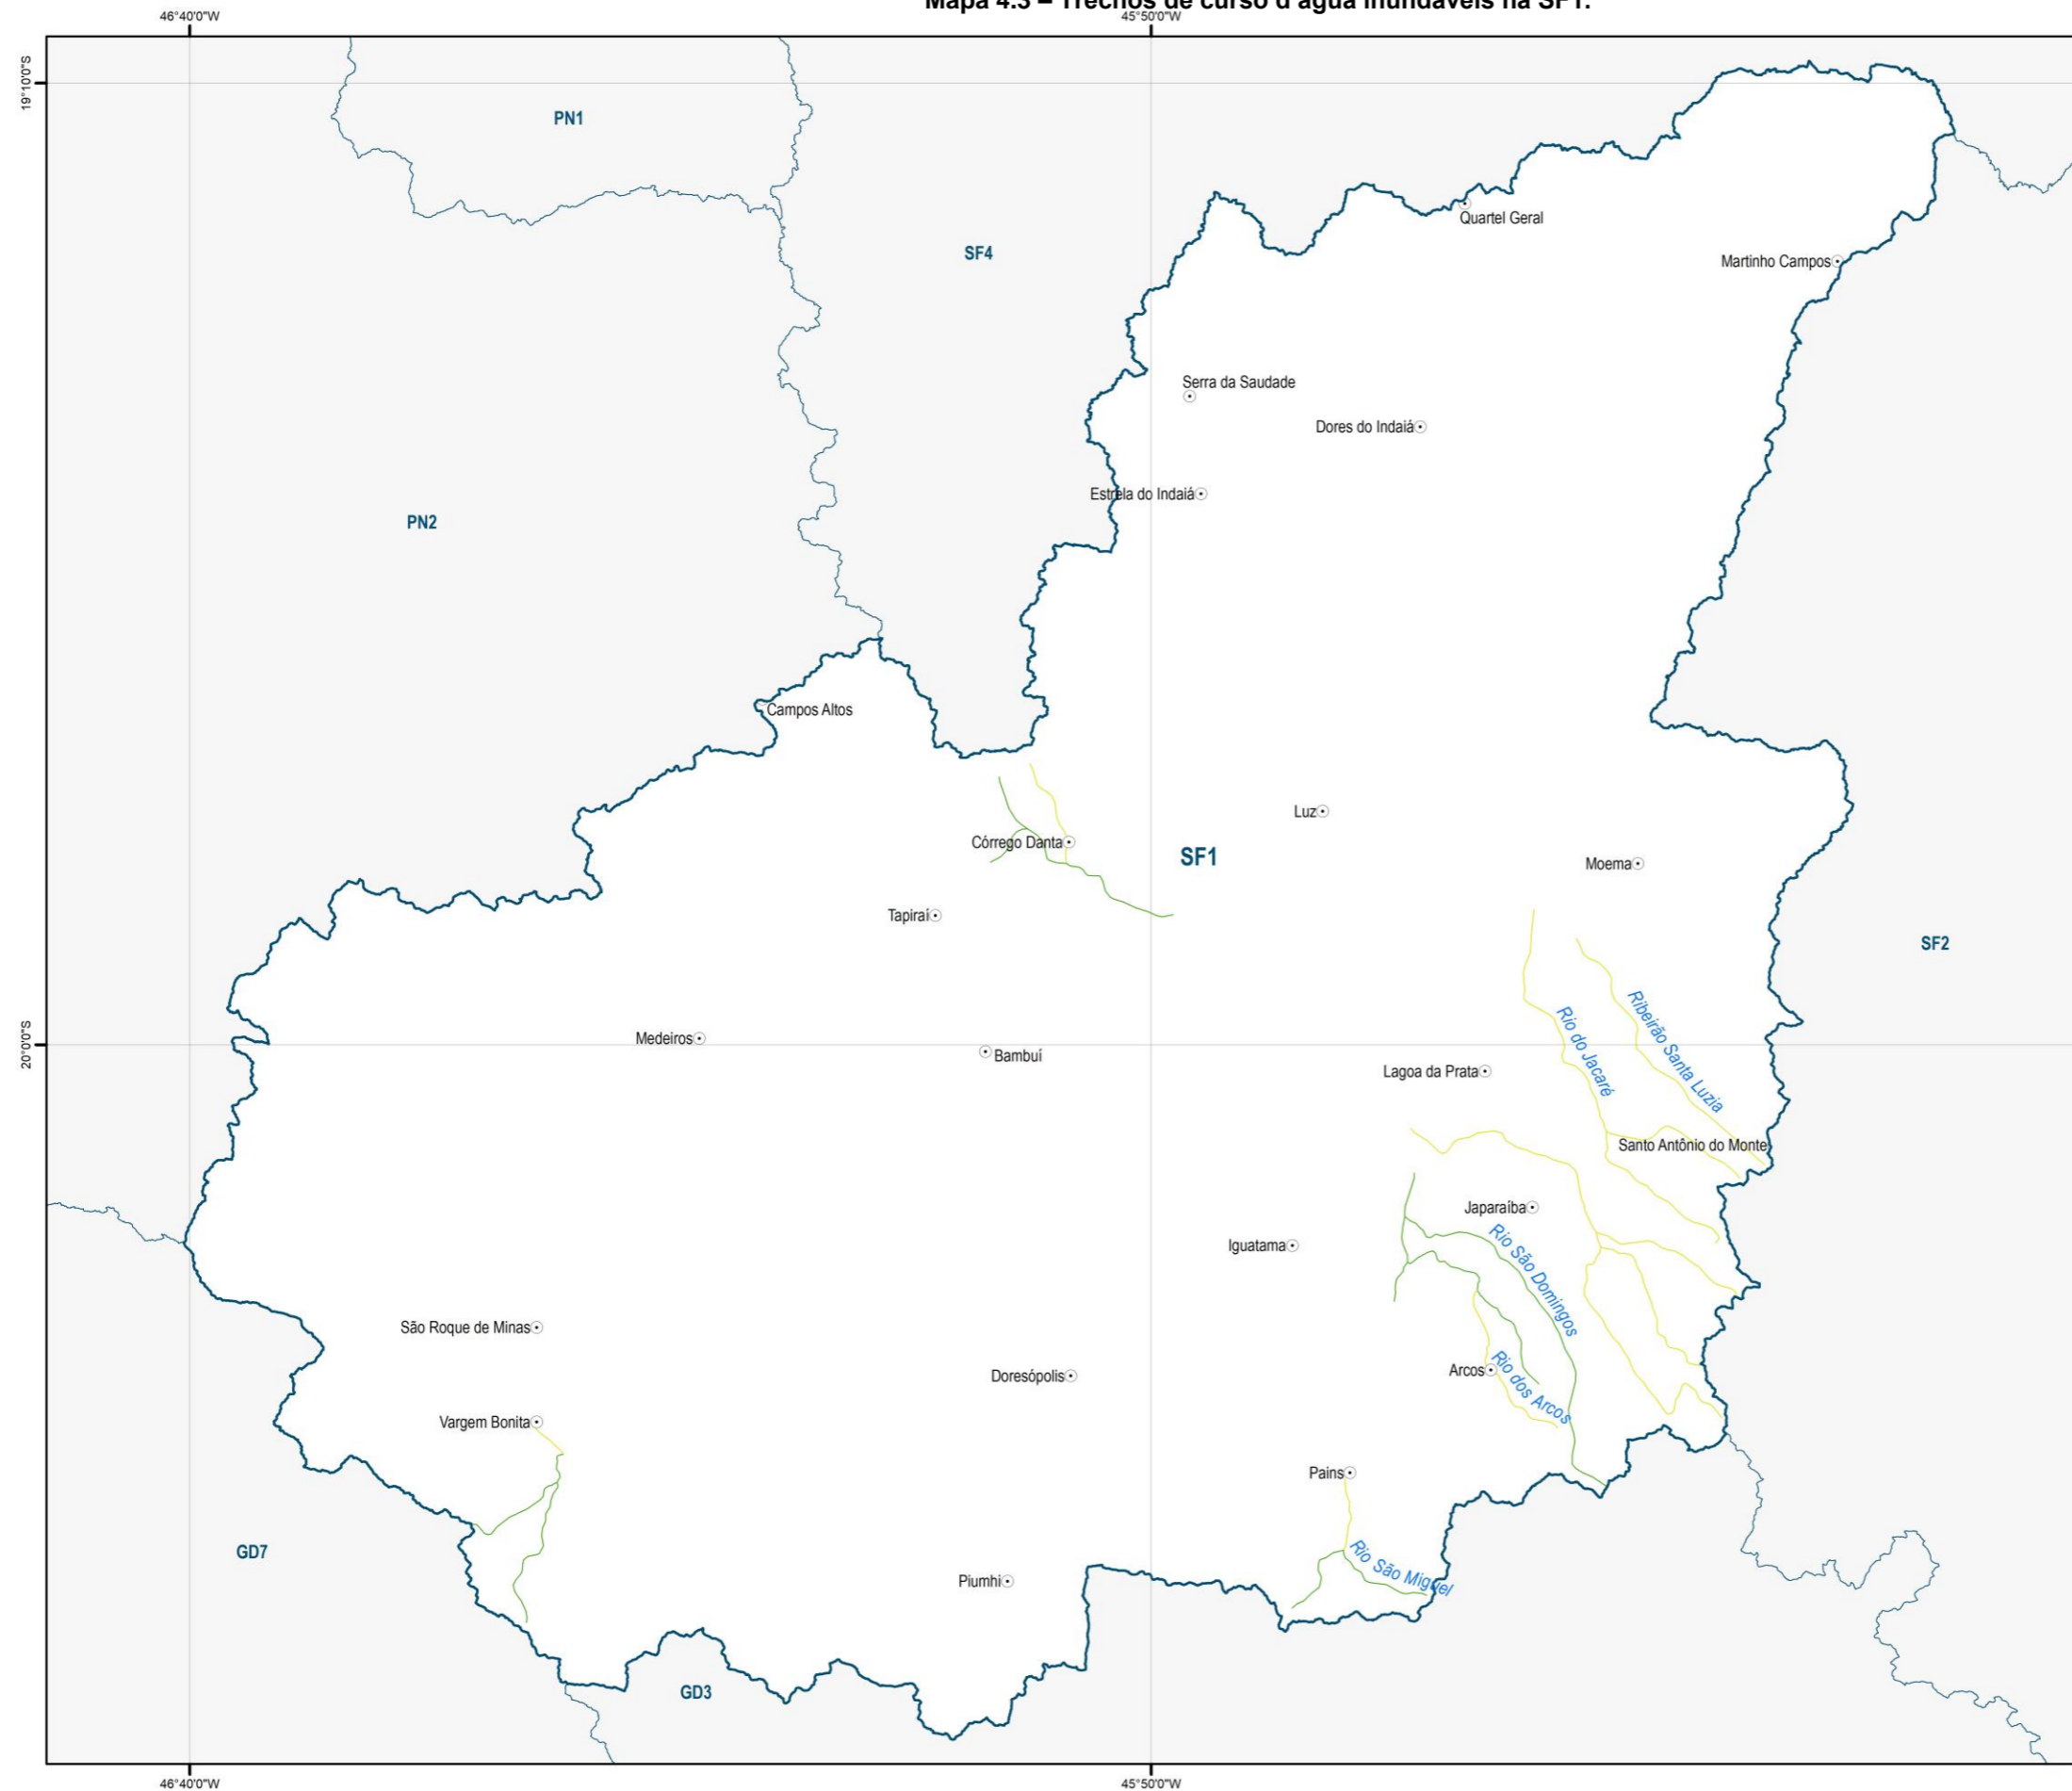 Mapa 4.3 – Trechos de curso d'água inundáveis na SF1.
46°40'0"W
45°50'0"W
19°10'0"S
PN1
Quartel Geral
SF4
Martinho Campos
Serra da Saudade
Dores do Indaiá
Estrela do Indaiá
PN2
Campos Altos
Luz
Córrego Danta
SF1
Moema
Tapiraí
SF2
Ribeirão Santa Luzia
Rio do Jacaré
20°0'0"S
Medeiros
Bambuí
Lagoa da Prata
Santo Antônio do Monte
Japaraíba
Iguatama
Rio São Domingos
São Roque de Minas
Rio dos Arcos
Arcos
Doresópolis
Vargem Bonita
Pains
GD7
Rio São Miguel
Piumhi
GD3
46°40'0"W
45°50'0"W